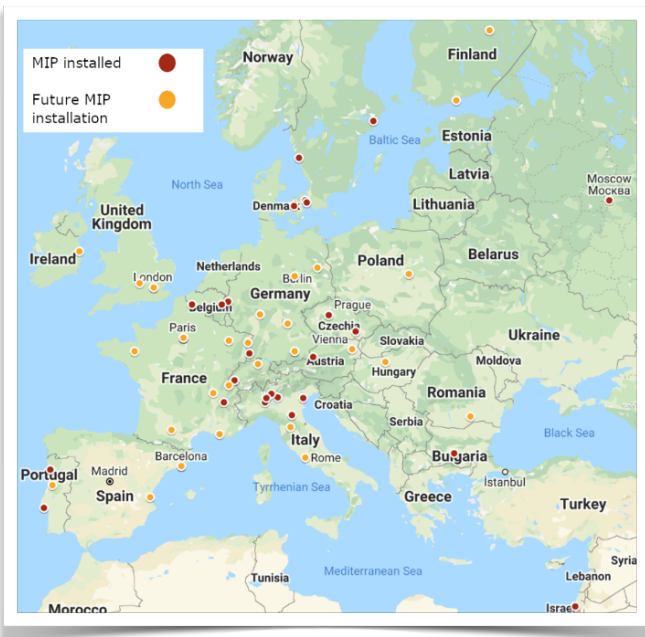 MIP installed
Future MIP
installation
Norway
Finland
Baltic Sea
Estonia
North Sea
Latvia
Moscow
Москва
Denma
Lithuania
United
Kingdom
Ireland
London
Netherlands
Berlin
Poland
Belarus
Germany
Belgium
Prague
Czechia
Paris
Vienna
Slovakia
Ukraine
Austria
Hungary
Moldova
France
Croatia
Romania
Serbia
Italy
Black Sea
Barcelona
Rome
Bulgaria
Portugal
Madrid
Spain
İstanbul
Tyrrhenian Sea
Greece
Turkey
Mediterranean Sea
Syria
Tunisia
Lebanon
Israel
Morocco